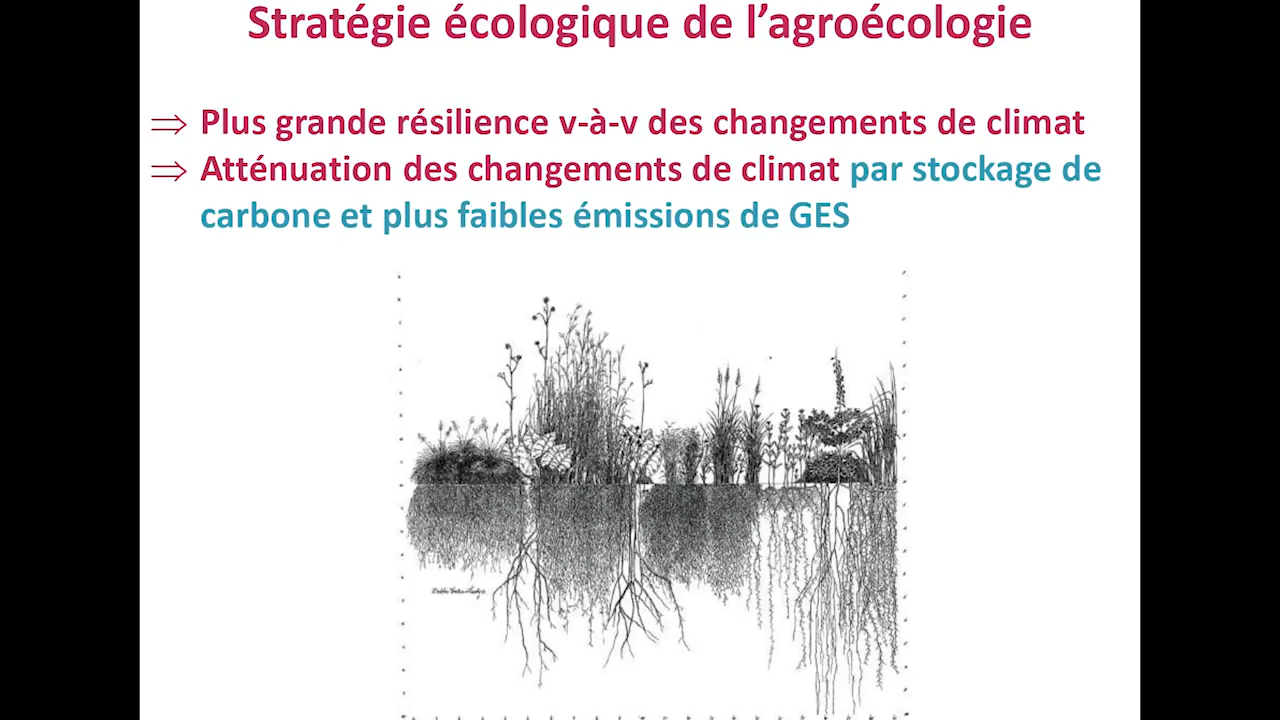 Stratégie écologique de l’agroécologie
⇒ Plus grande résilience v-à-v des changements de climat
⇒ Atténuation des changements de climat par stockage de
carbone et plus faibles émissions de GES